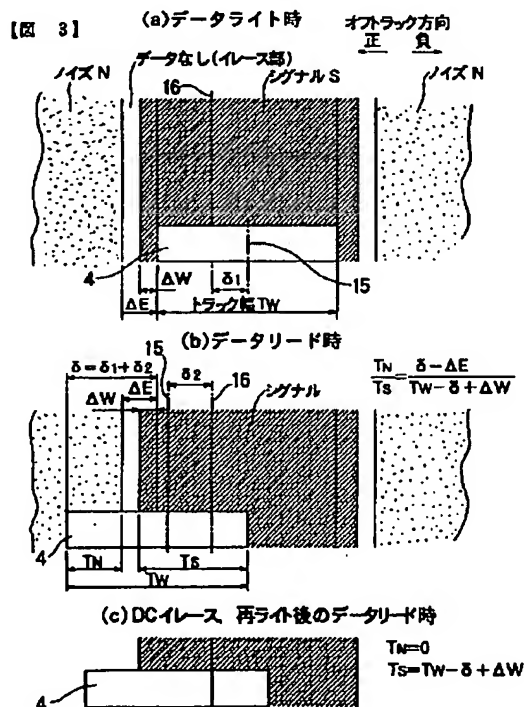 【図 3】
(a)データライト時
オフトラック方向
正 負
データなし(イレース部)
ノイズN
16
シグナルS
ノイズN
4
ΔW
δ1
15
ΔE
トラック幅TW
(b)データリード時
15
δ2
16
δ=δ1+δ2
ΔE
ΔW
シグナル
TN/TS=δ-ΔE/TW-δ+ΔW
4
TN
TS
TW
(c)DCイレース、再ライト後のデータリード時
TN=0
TS=TW-δ+ΔW
4